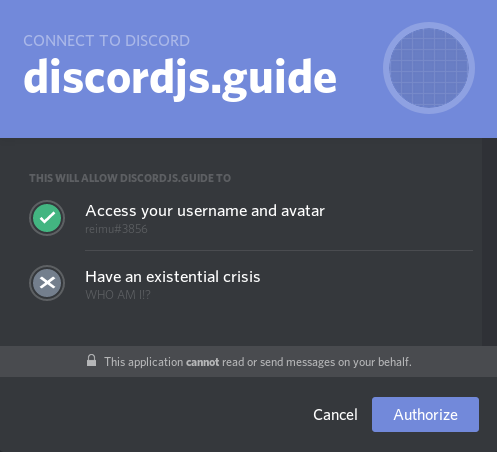 CONNECT TO DISCORD
discordjs.guide
THIS WILL ALLOW DISCORDJS.GUIDE TO
Access your username and avatar
reimu#3856
Have an existential crisis
WHO AM I!?
This application cannot read or send messages on your behalf.
Cancel
Authorize